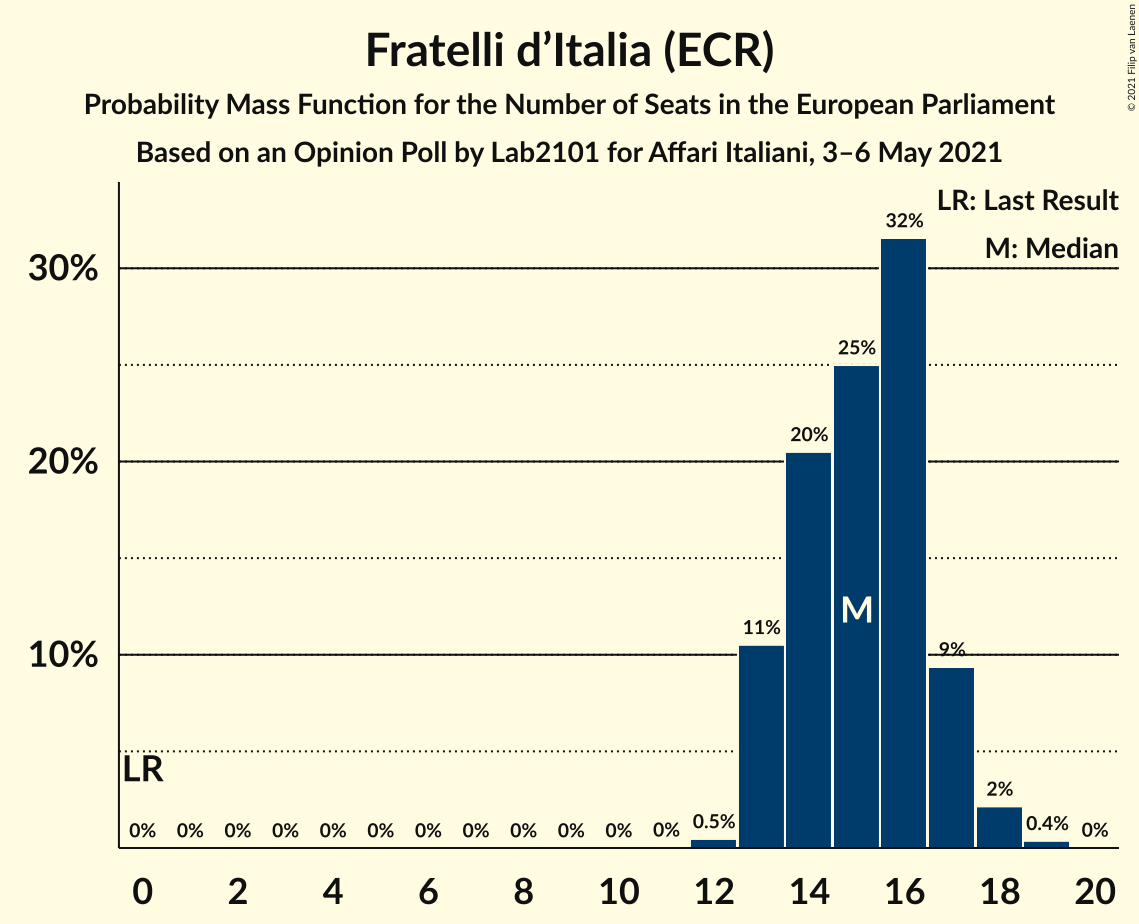 Fratelli d’Italia (ECR)
Probability Mass Function for the Number of Seats in the European Parliament
Based on an Opinion Poll by Lab2101 for Affari Italiani, 3–6 May 2021
© 2021 Filip van Laenen
LR: Last Result
M: Median
30%
20%
10%
LR
M
0% 0% 0% 0% 0% 0% 0% 0% 0% 0% 0% 0% 0.5% 11% 20% 25% 32% 9% 2% 0.4% 0%
0 2 4 6 8 10 12 14 16 18 20